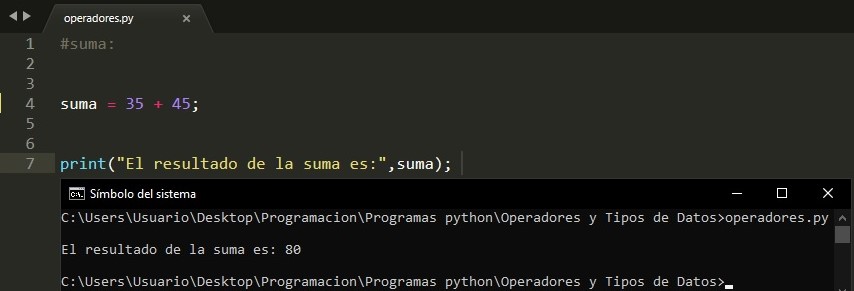 operadores.py ×
1 #suma:
2
3
4 suma = 35 + 45;
5
6
7 print("El resultado de la suma es:",suma);
C:\. Símbolo del sistema
C:\Users\Usuario\Desktop\Programacion\Programas python\Operadores y Tipos de Datos>operadores.py
El resultado de la suma es: 80
C:\Users\Usuario\Desktop\Programacion\Programas python\Operadores y Tipos de Datos>